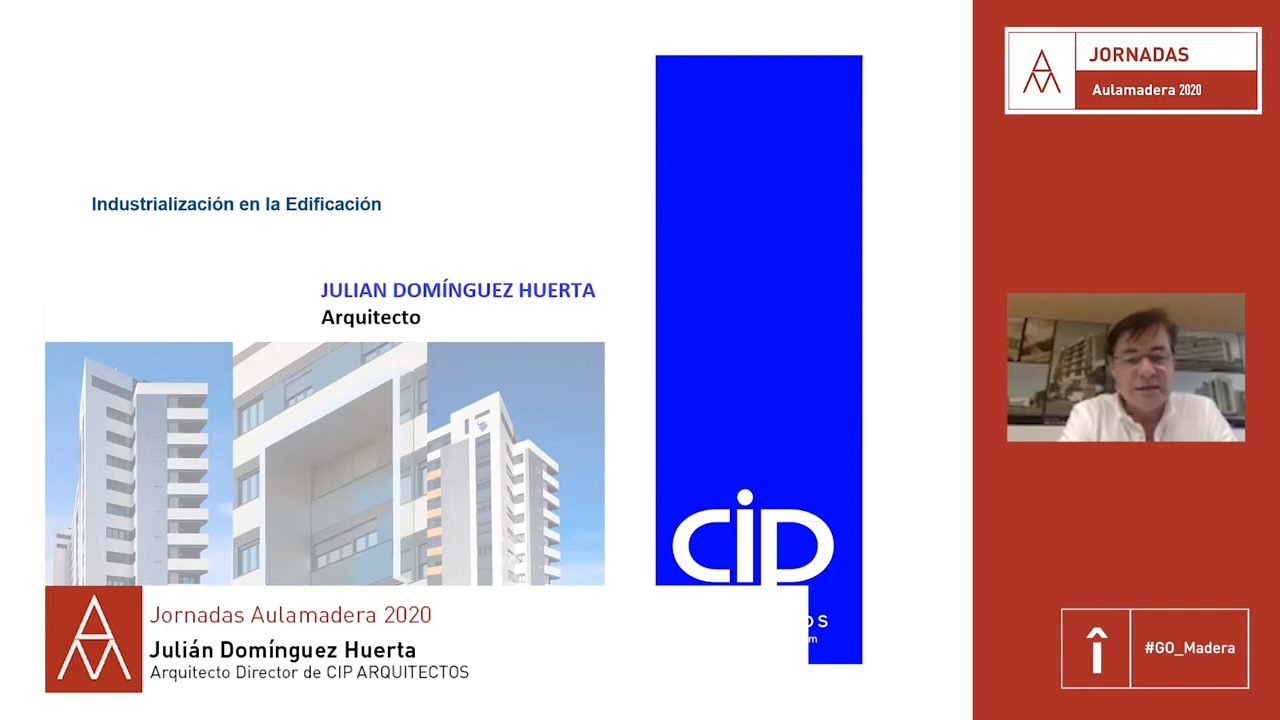 Industrialización en la Edificación
JULIAN DOMÍNGUEZ HUERTA
Arquitecto
cip
OS
m
Jornadas Aulamadera 2020
Julián Domínguez Huerta
Arquitecto Director de CIP ARQUITECTOS
JORNADAS
Aulamadera 2020
#GO_Madera